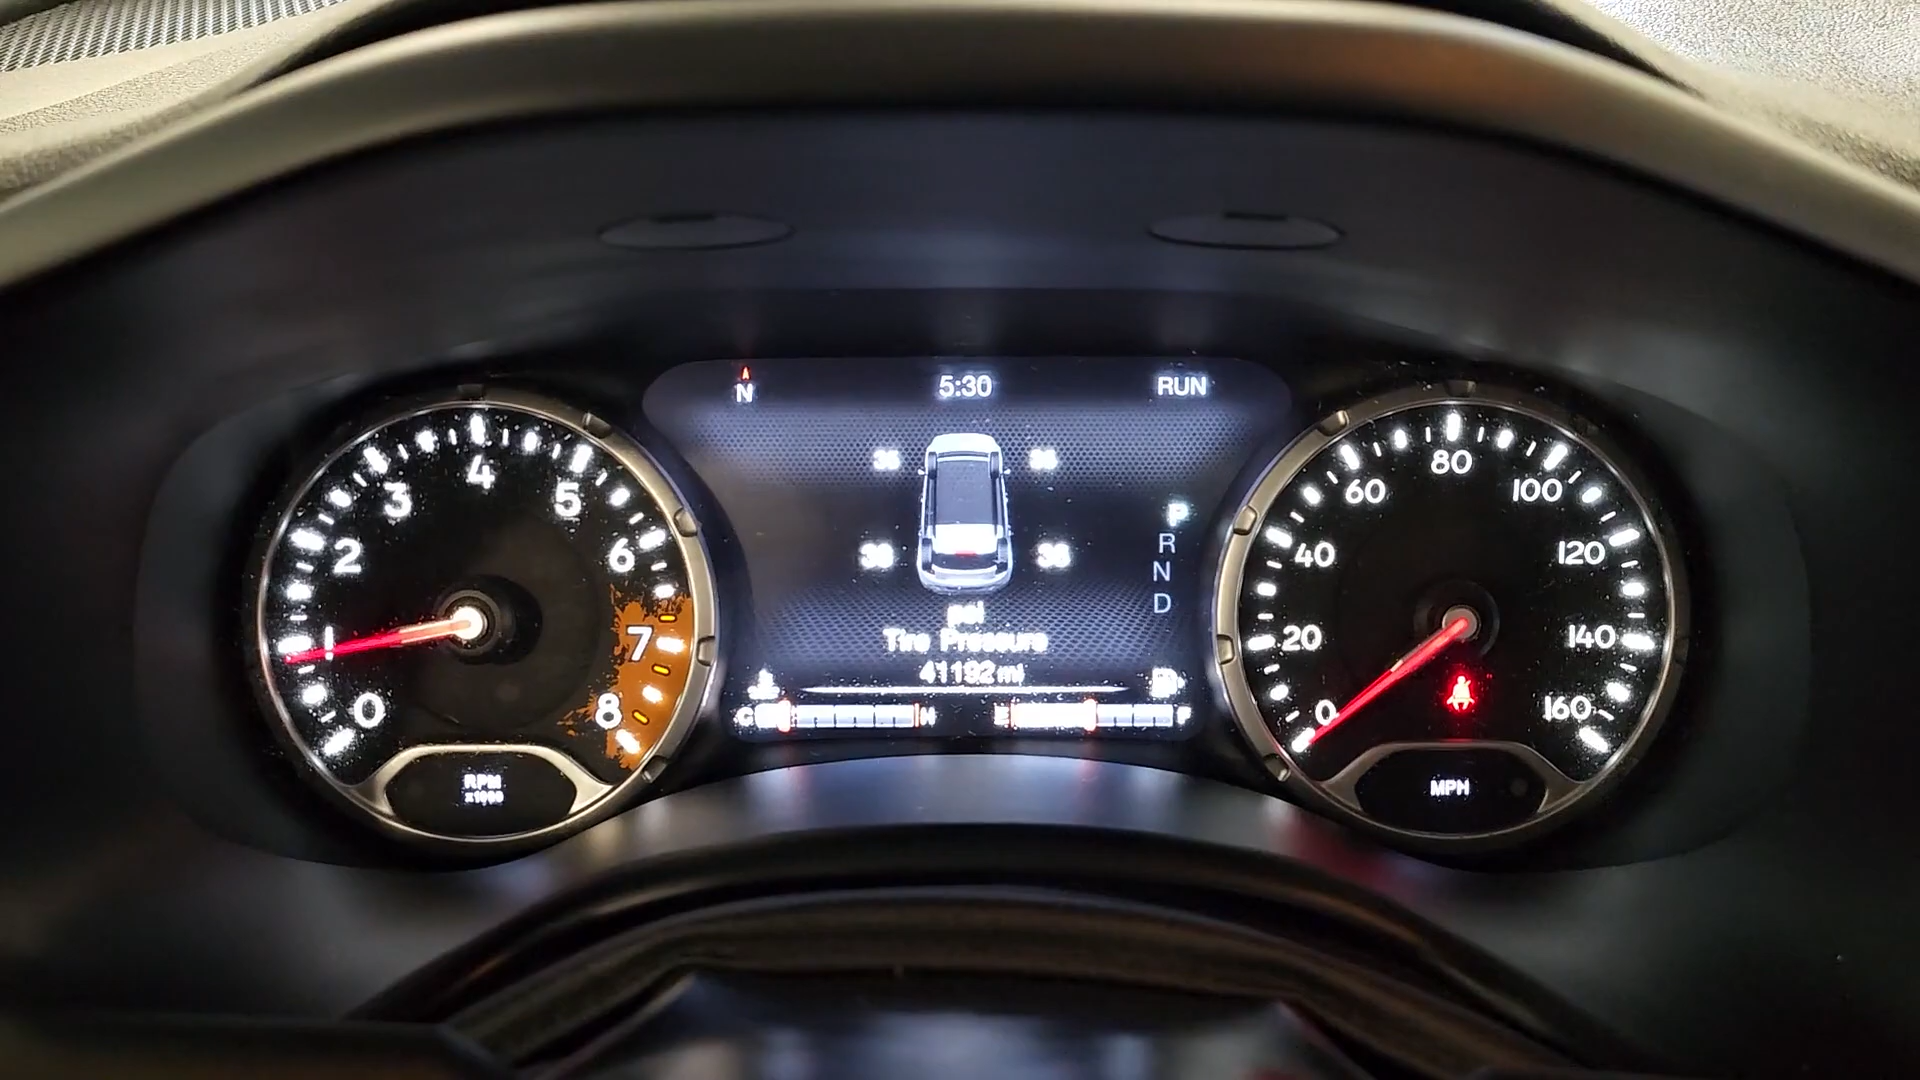 N 5:30 RUN
P
R
N
D
psi
Tire Pressure
41192 mi
C H E F
0 1 2 3 4 5 6 7 8
RPM
x1000
0 20 40 60 80 100 120 140 160
MPH